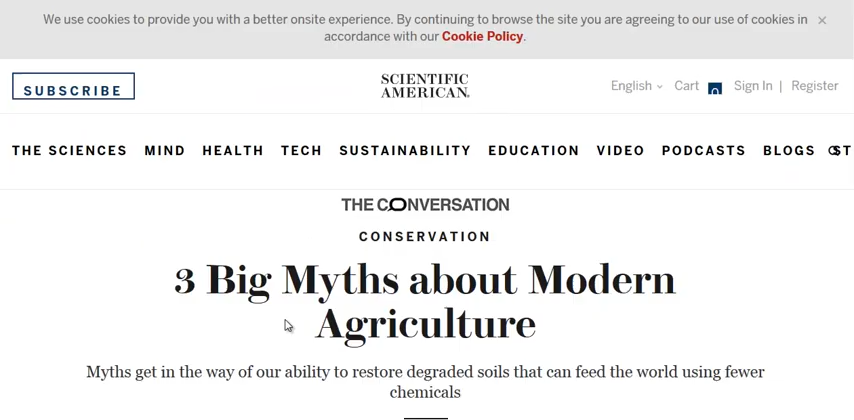 We use cookies to provide you with a better onsite experience. By continuing to browse the site you are agreeing to our use of cookies in ×
accordance with our Cookie Policy.
SUBSCRIBE
SCIENTIFIC
AMERICAN.
English Cart 0 Sign In | Register
THE SCIENCES MIND HEALTH TECH SUSTAINABILITY EDUCATION VIDEO PODCASTS BLOGS ST
THE CONVERSATION
CONSERVATION
3 Big Myths about Modern
Agriculture
Myths get in the way of our ability to restore degraded soils that can feed the world using fewer
chemicals